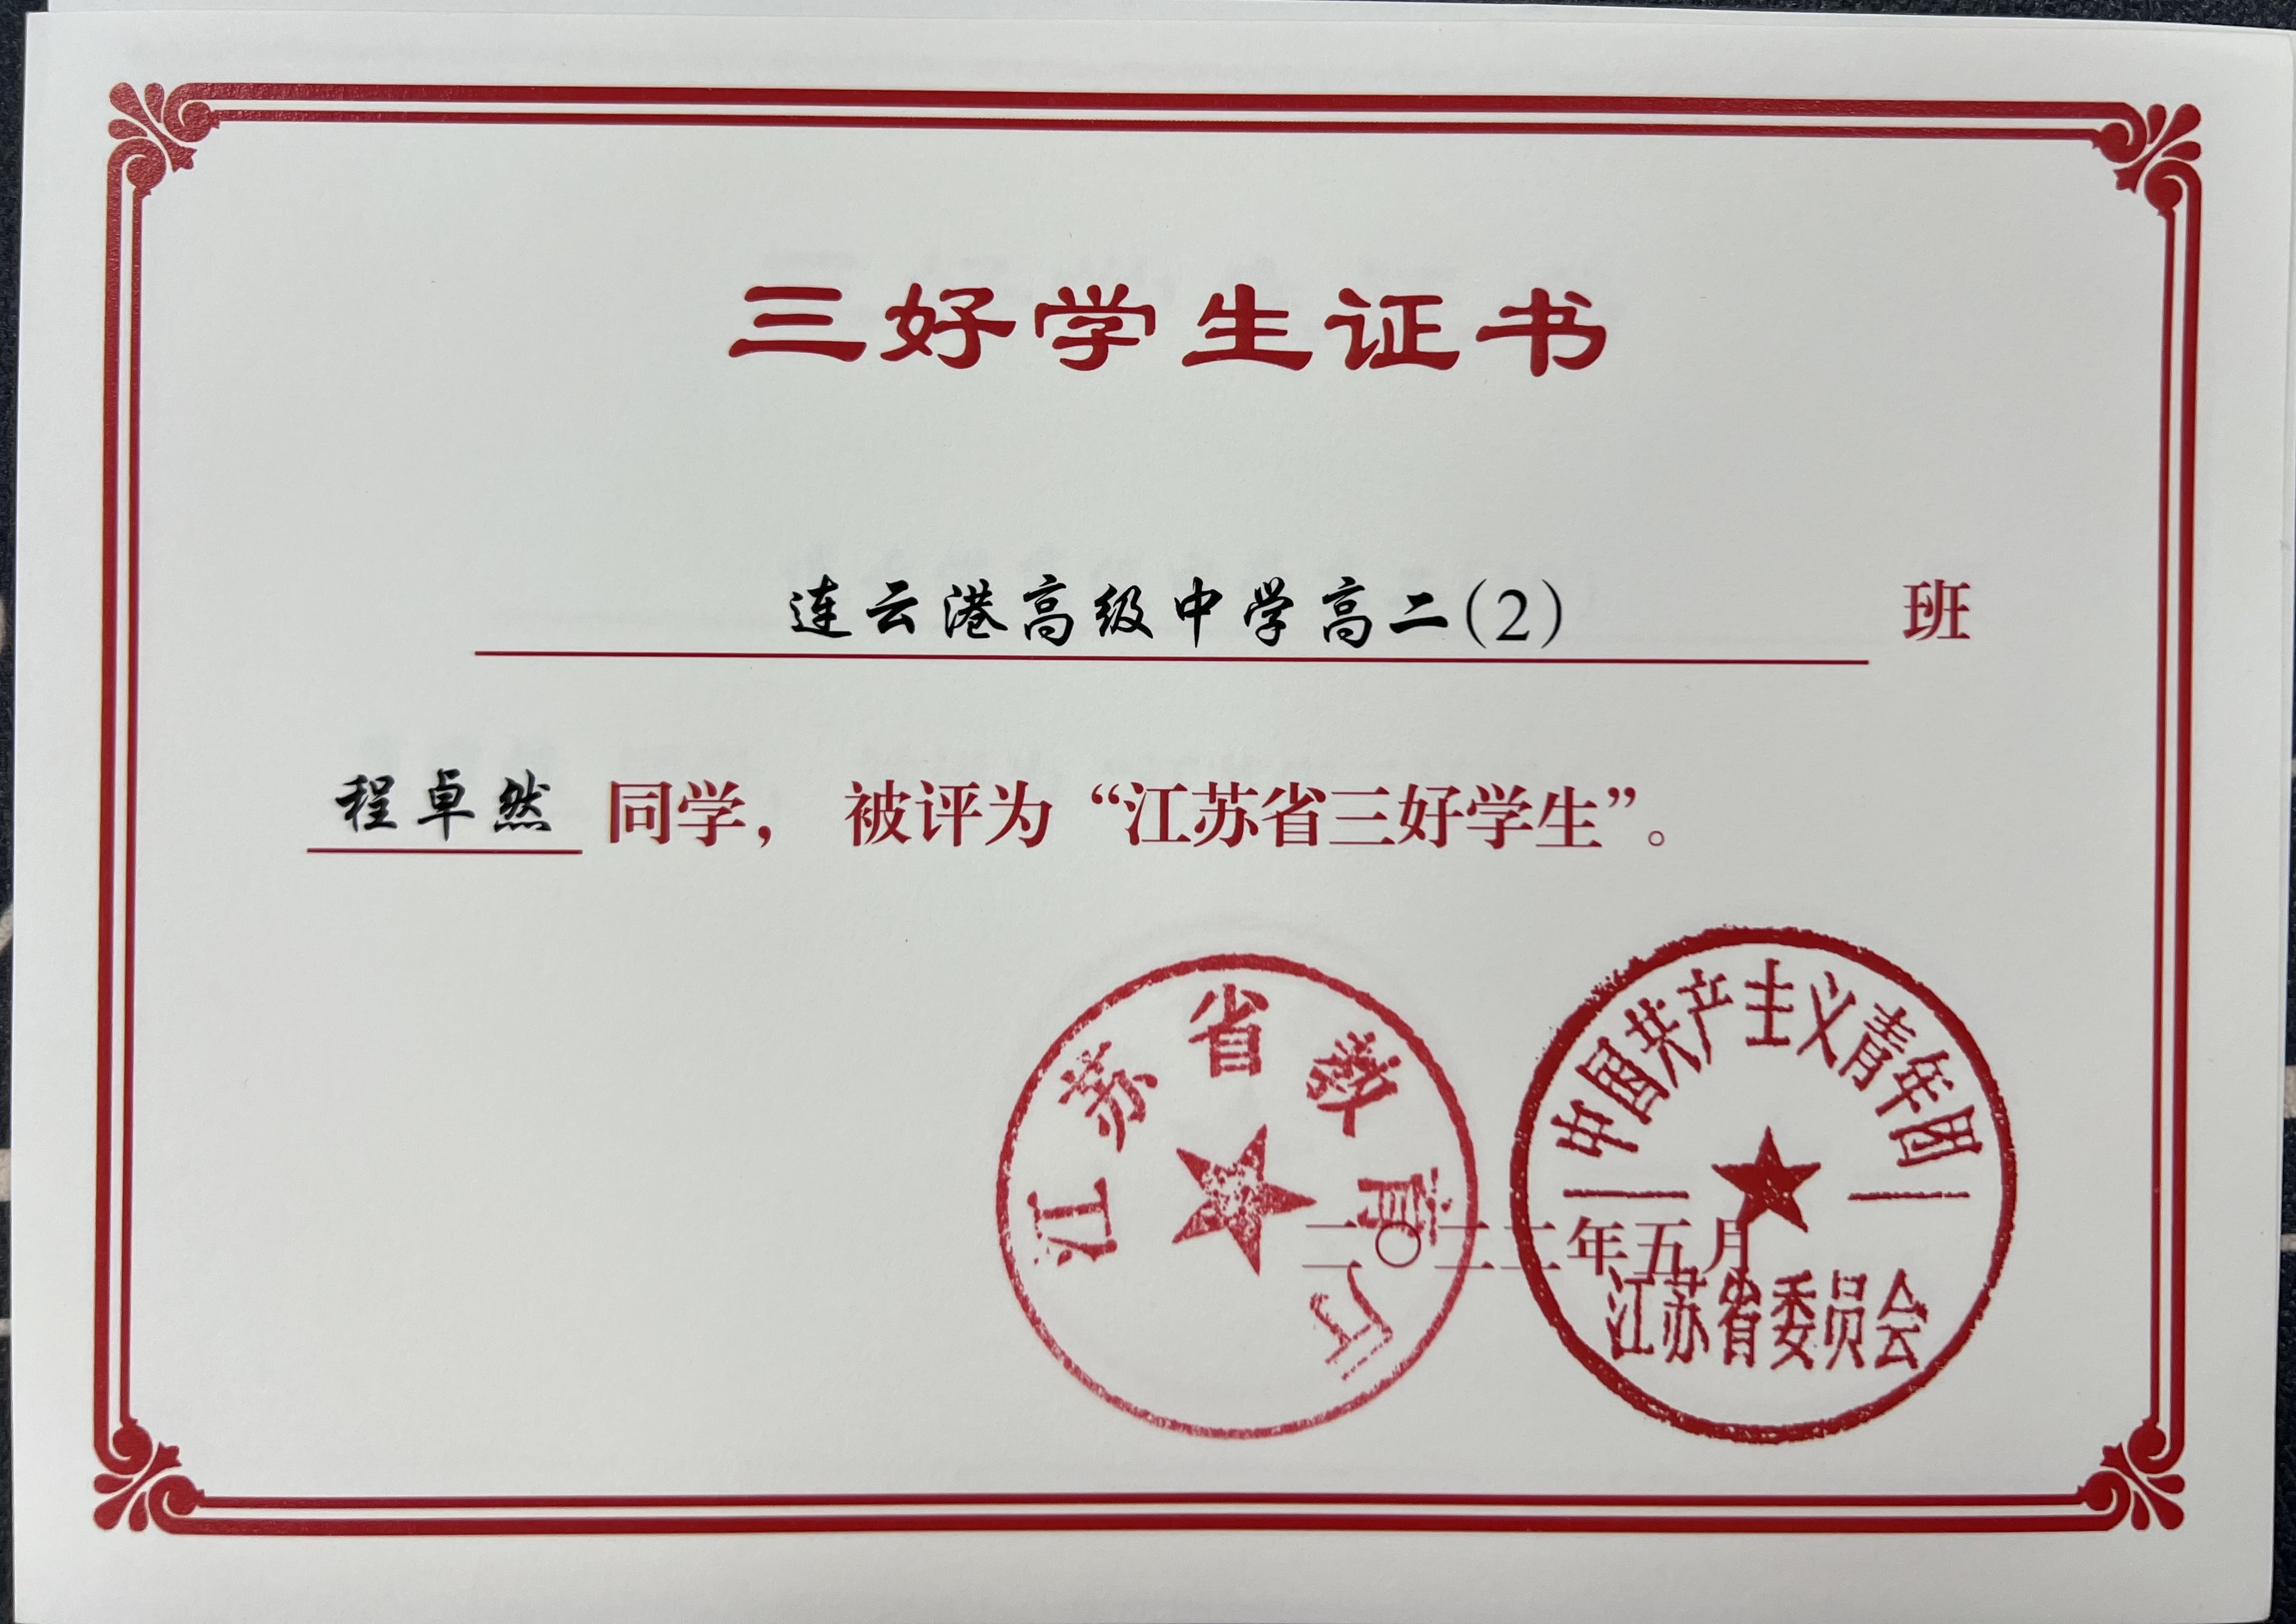 三好学生证书
连云港高级中学高二(2) 班
程卓然 同学， 被评为“江苏省三好学生”。
江苏省教育厅
中国共产主义青年团
二〇二二年五月
江苏省委员会